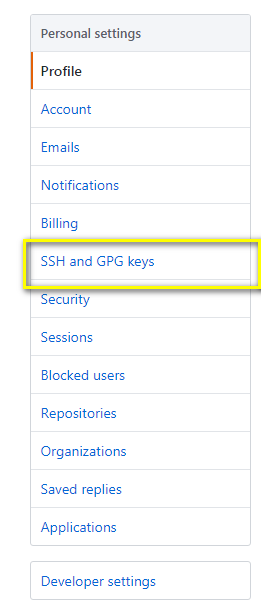 Personal settings
Profile
Account
Emails
Notifications
Billing
SSH and GPG keys
Security
Sessions
Blocked users
Repositories
Organizations
Saved replies
Applications
Developer settings